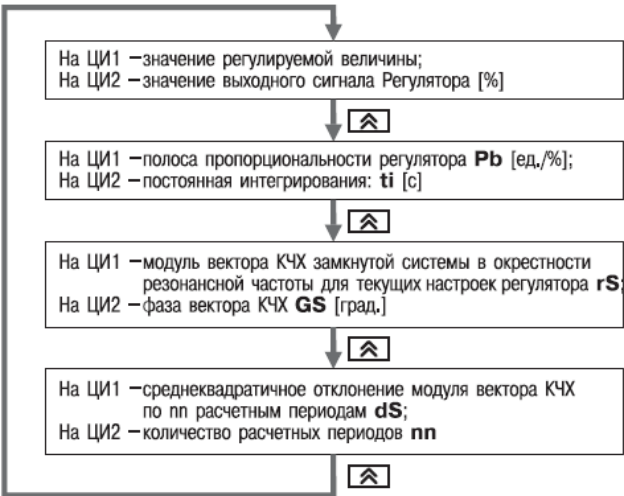 На ЦИ1 –значение регулируемой величины;
На ЦИ2 –значение выходного сигнала Регулятора [%]
На ЦИ1 –полоса пропорциональности регулятора Pb [ед./%];
На ЦИ2 –постоянная интегрирования: ti [с]
На ЦИ1 –модуль вектора КЧХ замкнутой системы в окрестности
резонансной частоты для текущих настроек регулятора rS;
На ЦИ2 –фаза вектора КЧХ GS [град.]
На ЦИ1 –среднеквадратичное отклонение модуля вектора КЧХ
по nn расчетным периодам dS;
На ЦИ2 –количество расчетных периодов nn